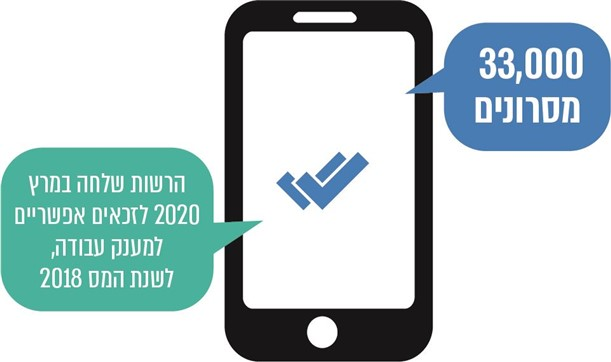 33,000
מסרונים
הרשות שלחה במרץ
2020 לזכאים אפשריים
למענק עבודה,
לשנת המס 2018